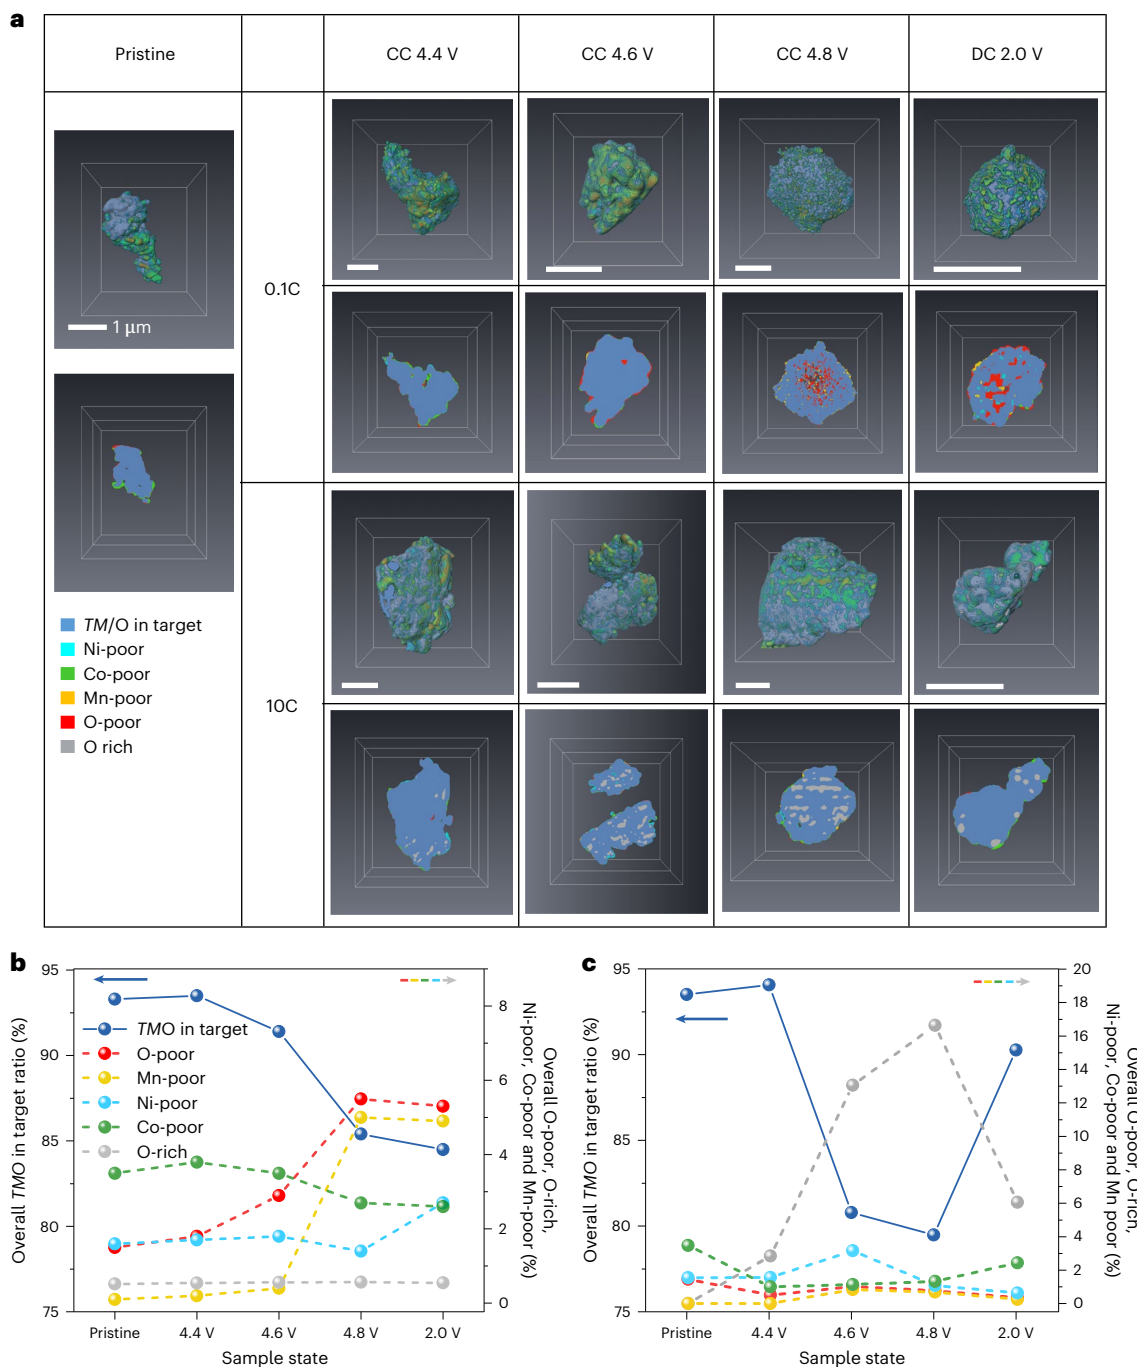 a
Pristine
CC 4.4 V
CC 4.6 V
CC 4.8 V
DC 2.0 V
1 μm
0.1C
10C
TM/O in target
Ni-poor
Co-poor
Mn-poor
O-poor
O rich
b
95
90
85
80
75
Overall TMO in target ratio (%)
TMO in target
O-poor
Mn-poor
Ni-poor
Co-poor
O-rich
8
6
4
2
0
Overall O-poor, O-rich,
Ni-poor, Co-poor and Mn-poor (%)
Pristine
4.4 V
4.6 V
4.8 V
2.0 V
Sample state
c
95
90
85
80
75
Overall TMO in target ratio (%)
20
18
16
14
12
10
8
6
4
2
0
Overall O-poor, O-rich,
Ni-poor, Co-poor and Mn poor (%)
Pristine
4.4 V
4.6 V
4.8 V
2.0 V
Sample state